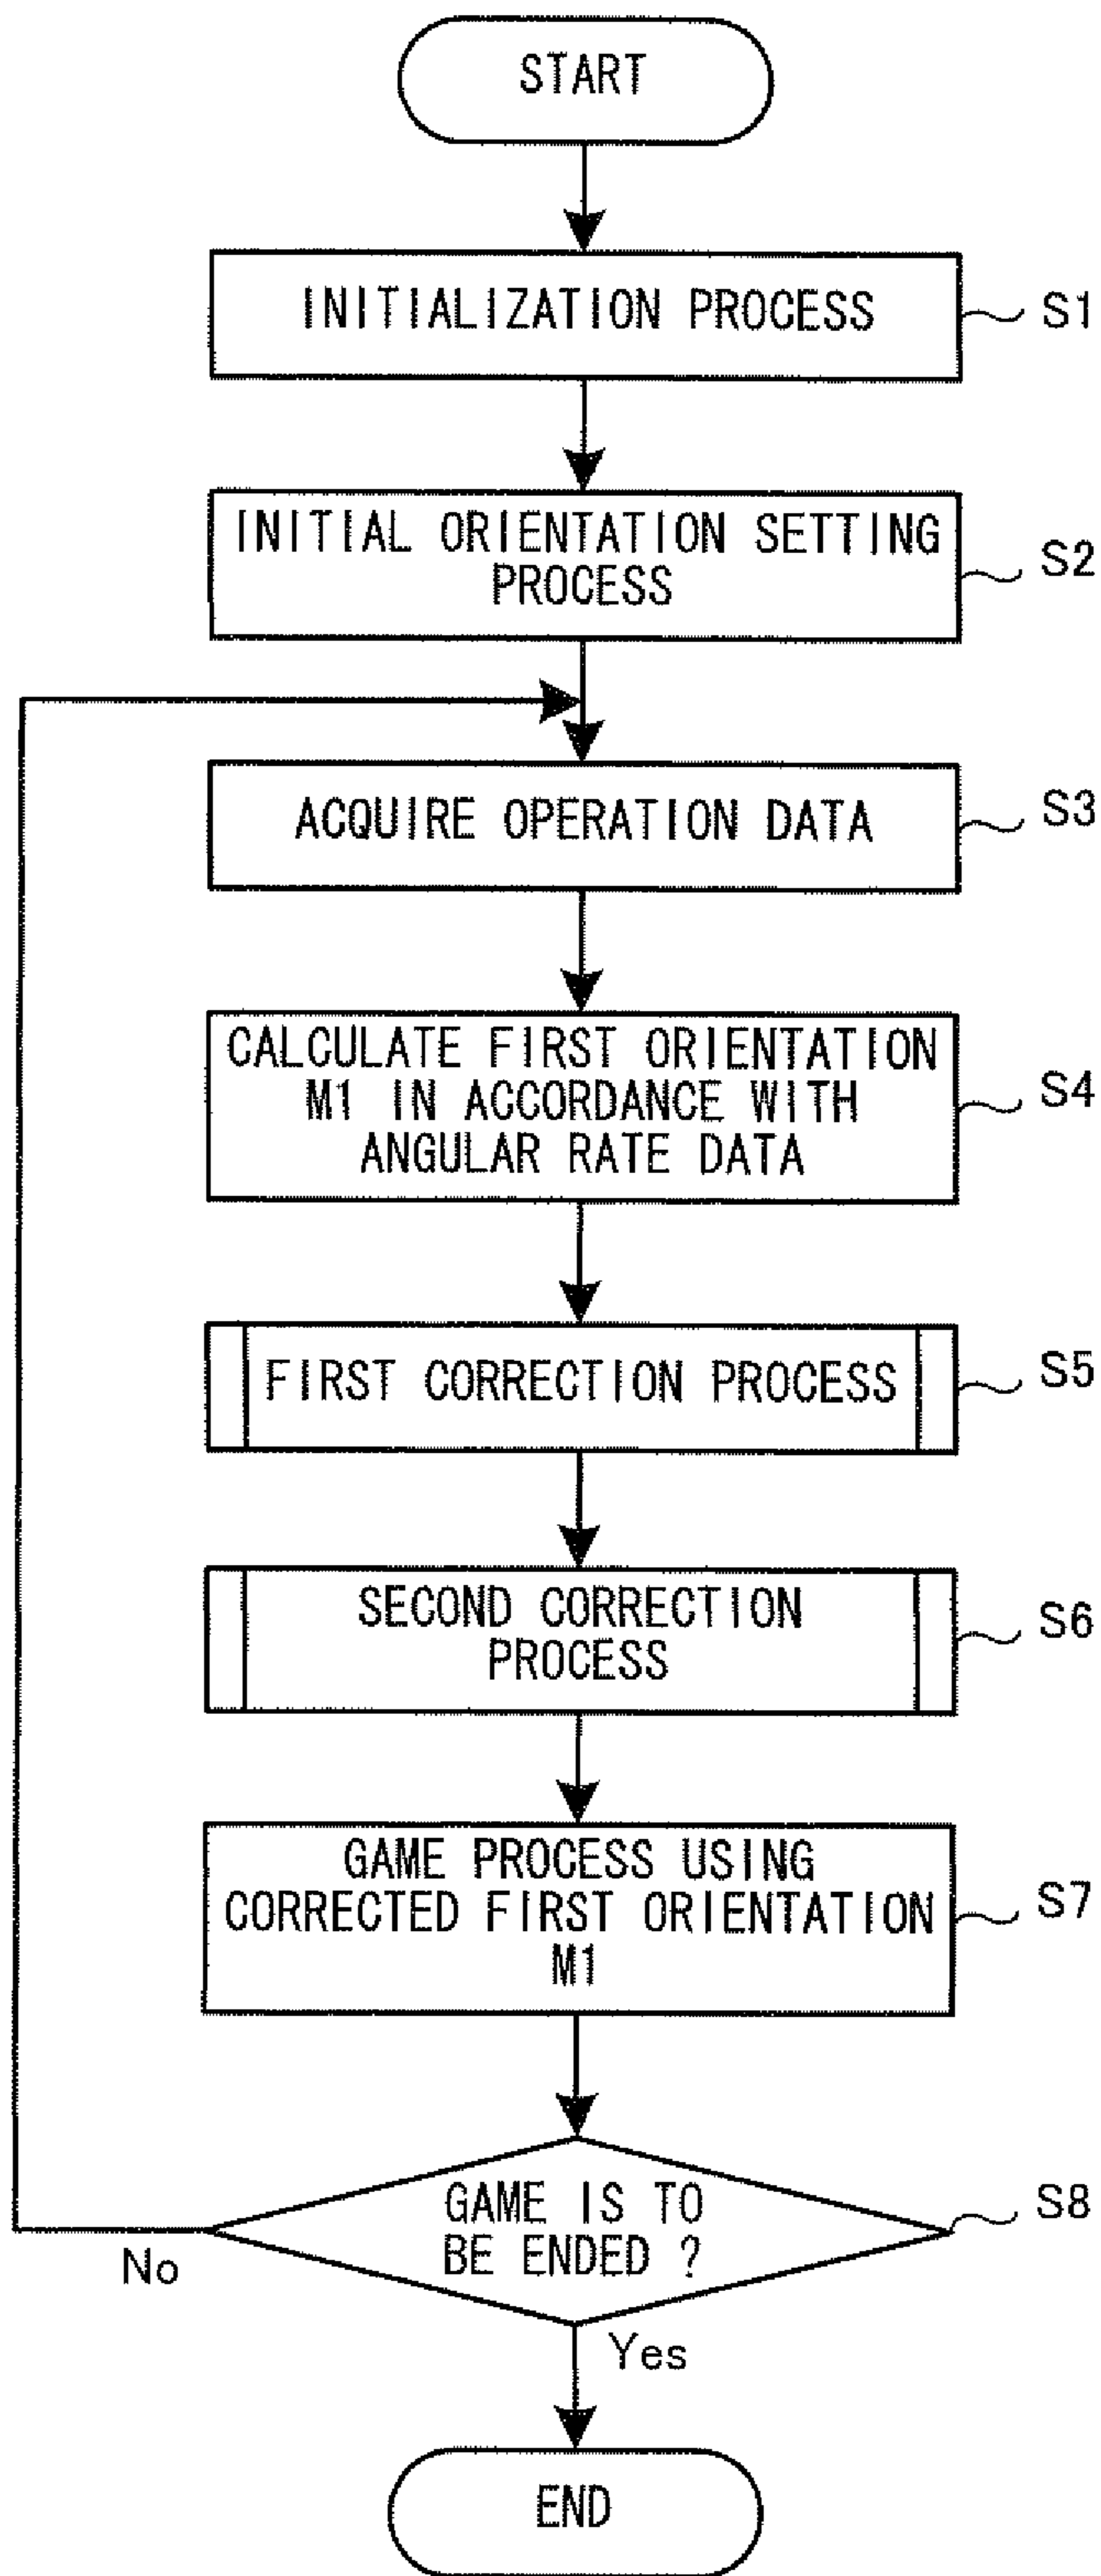 START
INITIALIZATION PROCESS
S1
INITIAL ORIENTATION SETTING
PROCESS
S2
ACQUIRE OPERATION DATA
S3
CALCULATE FIRST ORIENTATION
M1 IN ACCORDANCE WITH
ANGULAR RATE DATA
S4
FIRST CORRECTION PROCESS
S5
SECOND CORRECTION
PROCESS
S6
GAME PROCESS USING
CORRECTED FIRST ORIENTATION
M1
S7
GAME IS TO
BE ENDED ?
S8
No
Yes
END